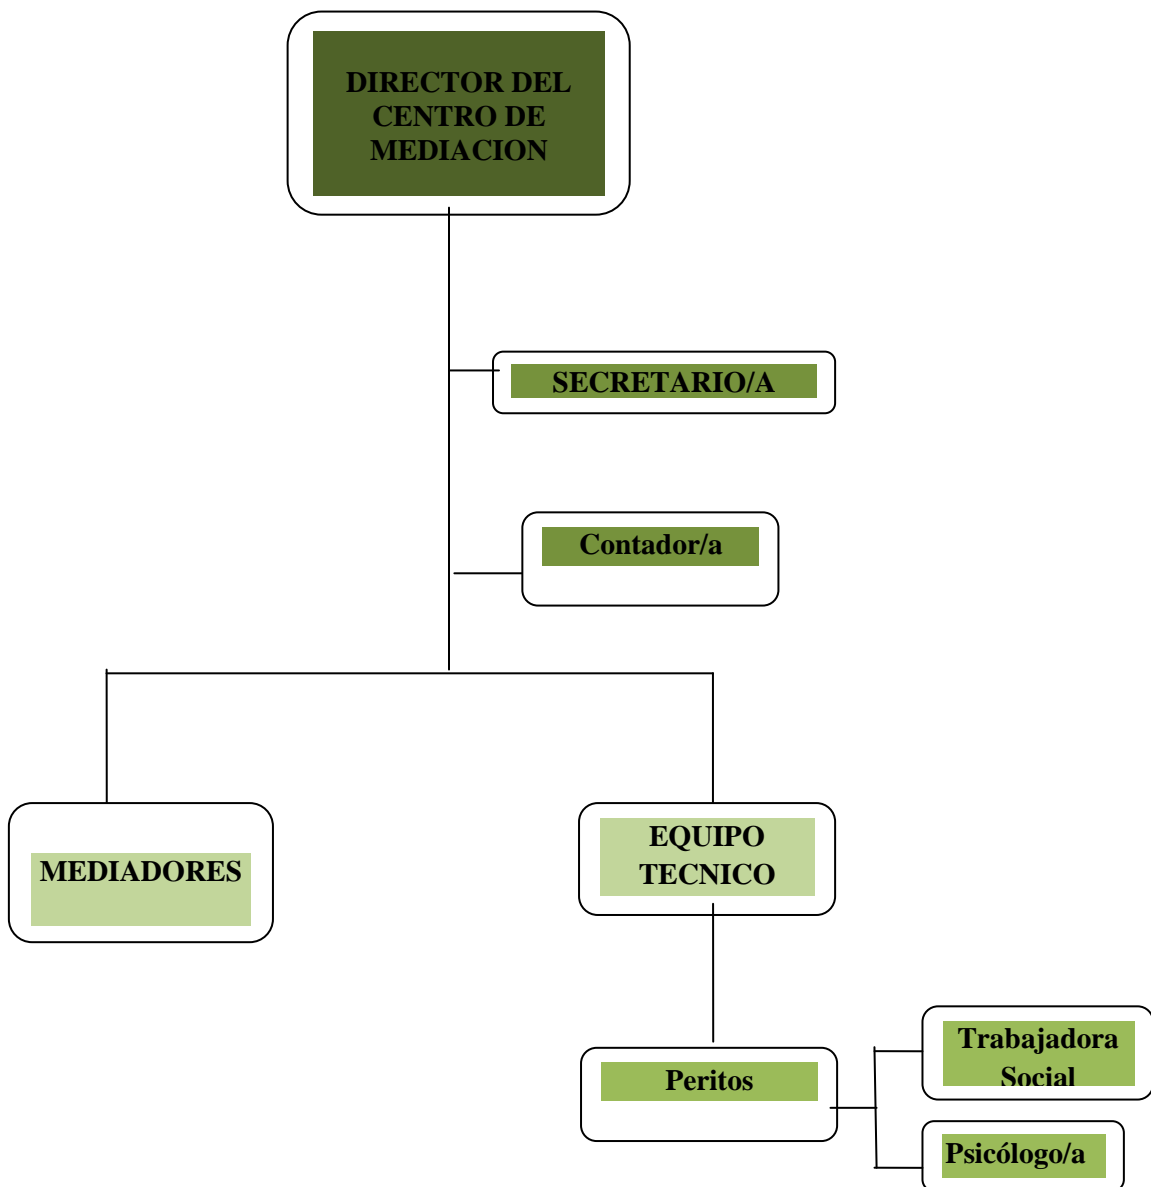 DIRECTOR DEL
CENTRO DE
MEDIACION
SECRETARIO/A
Contador/a
MEDIADORES
EQUIPO
TECNICO
Peritos
Trabajadora
Social
Psicólogo/a